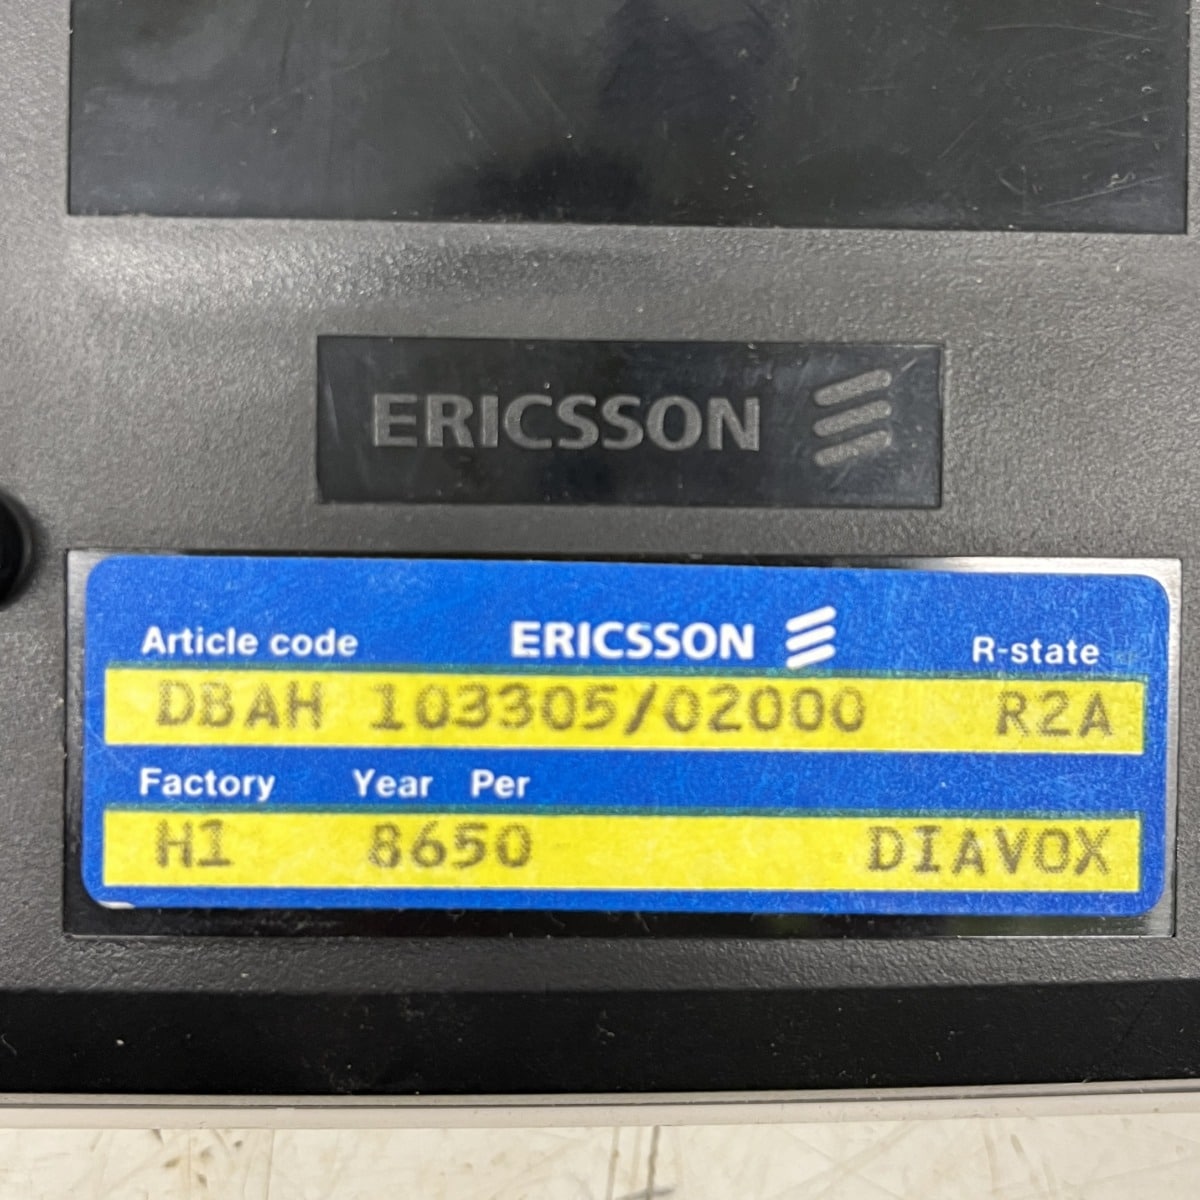 ERICSSON
Article code ERICSSON R-state
DBAH 103305/02000 R2A
Factory Year Per
H1 8650 DIAVOX